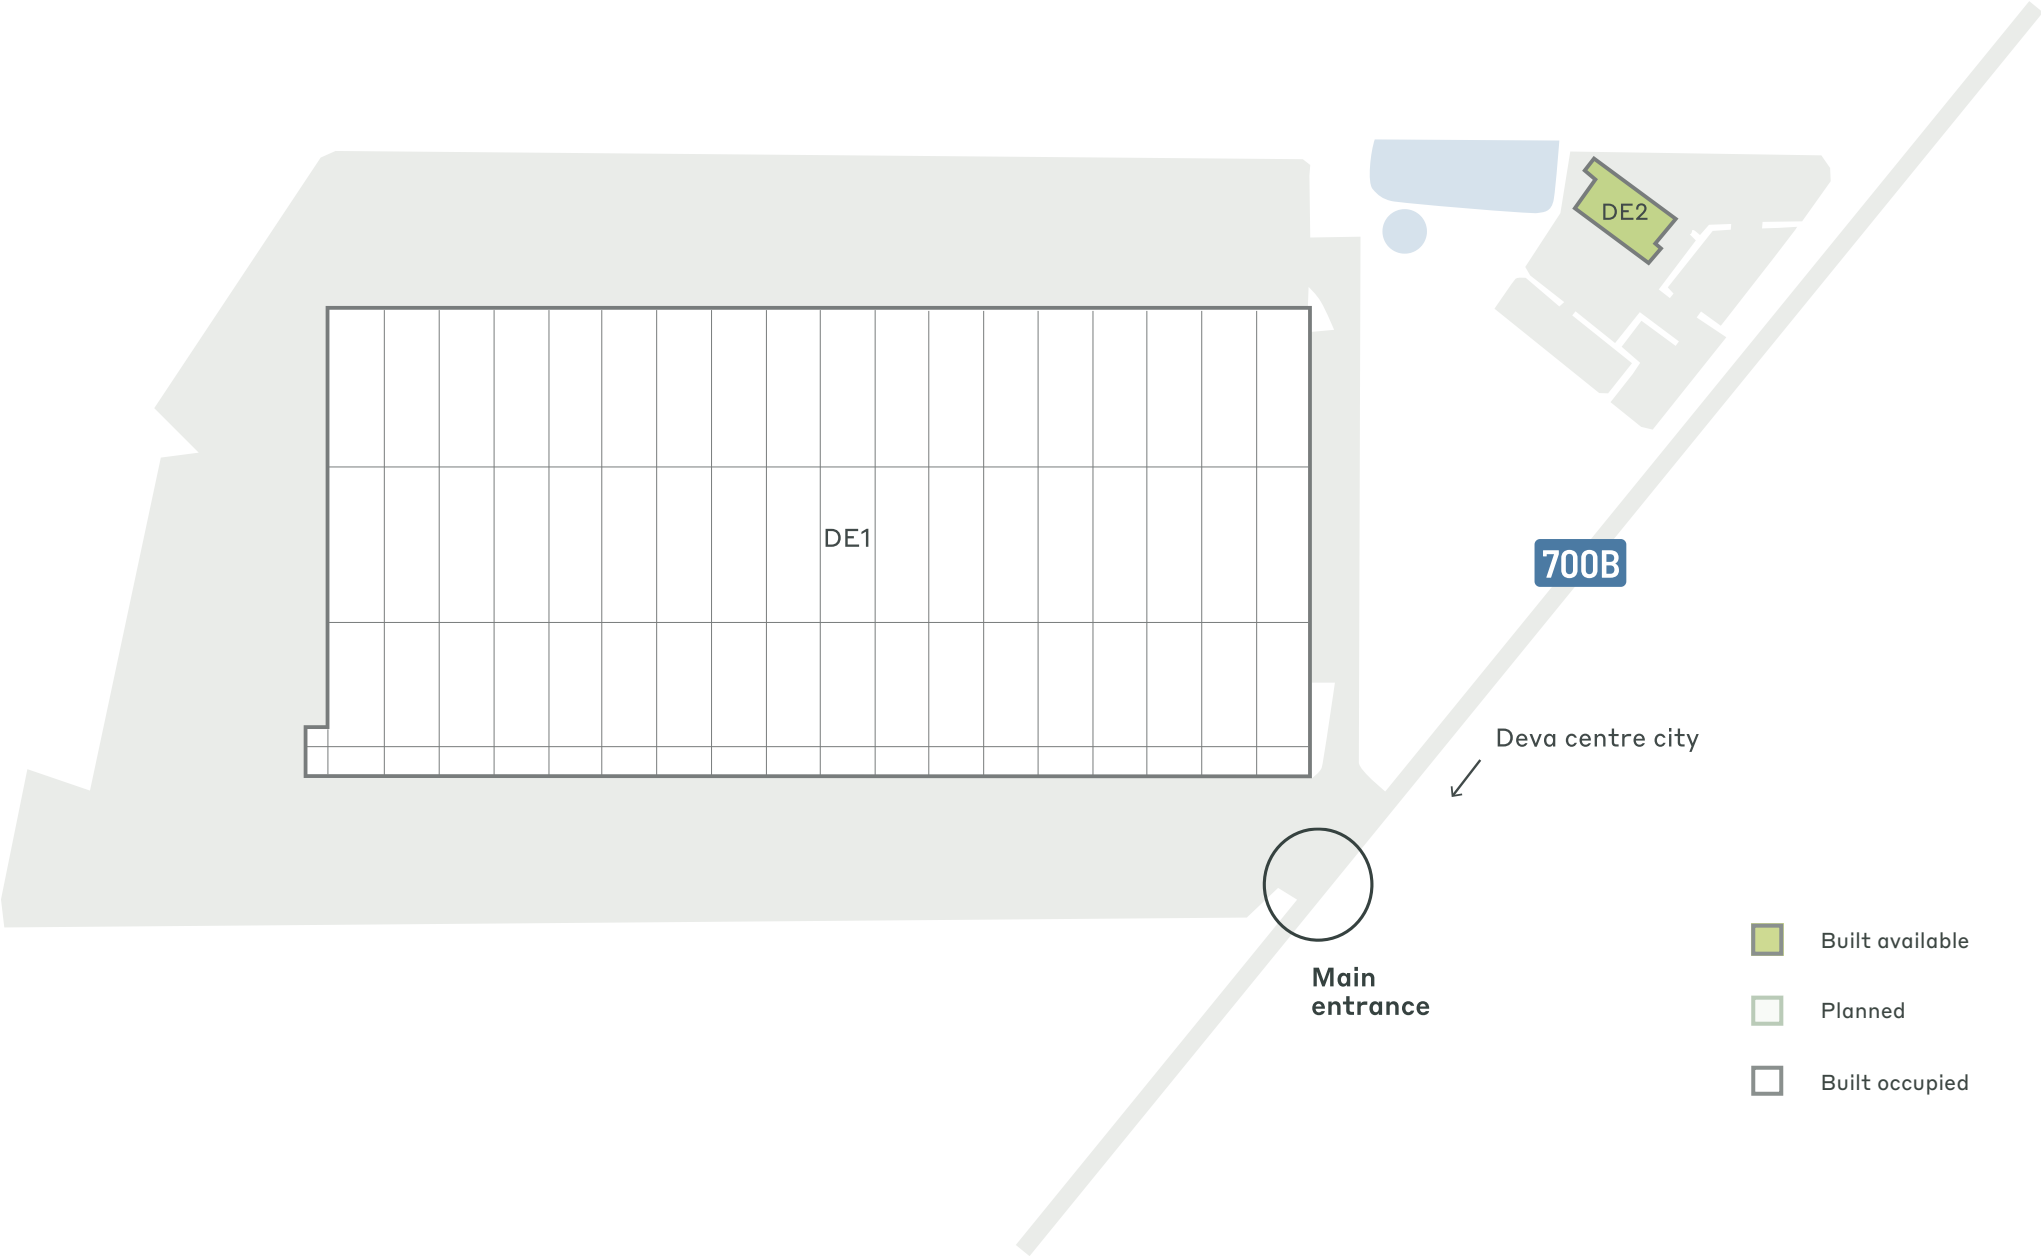 DE2
DE1
700B
Deva centre city
Main
entrance
Built available
Planned
Built occupied